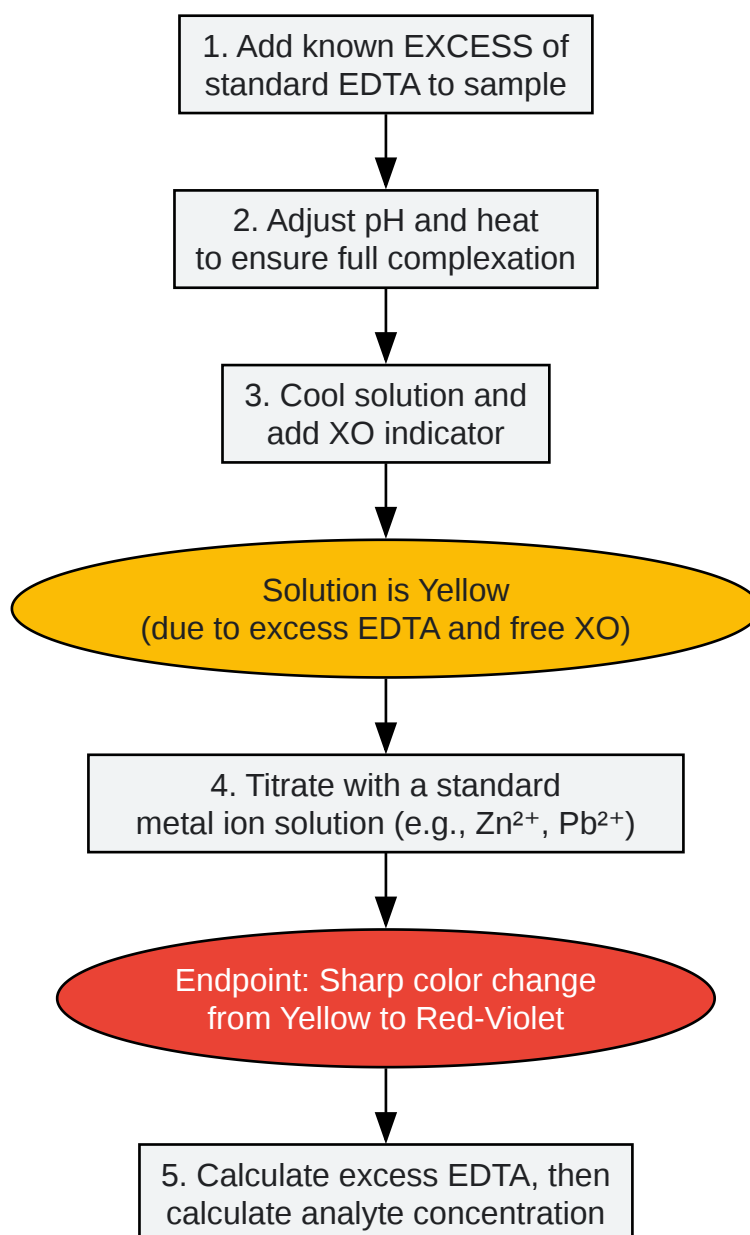 1. Add known EXCESS of
standard EDTA to sample
2. Adjust pH and heat
to ensure full complexation
3. Cool solution and
add XO indicator
Solution is Yellow
(due to excess EDTA and free XO)
4. Titrate with a standard
metal ion solution (e.g., Zn²⁺, Pb²⁺)
Endpoint: Sharp color change
from Yellow to Red-Violet
5. Calculate excess EDTA, then
calculate analyte concentration